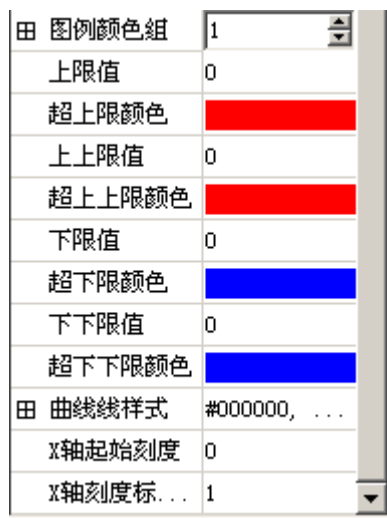 图例颜色组 1
上限值 0
超上限颜色
上上限值 0
超上上限颜色
下限值 0
超下限颜色
下下限值 0
超下下限颜色
曲线线样式 #000000, ...
X轴起始刻度 0
X轴刻度标... 1